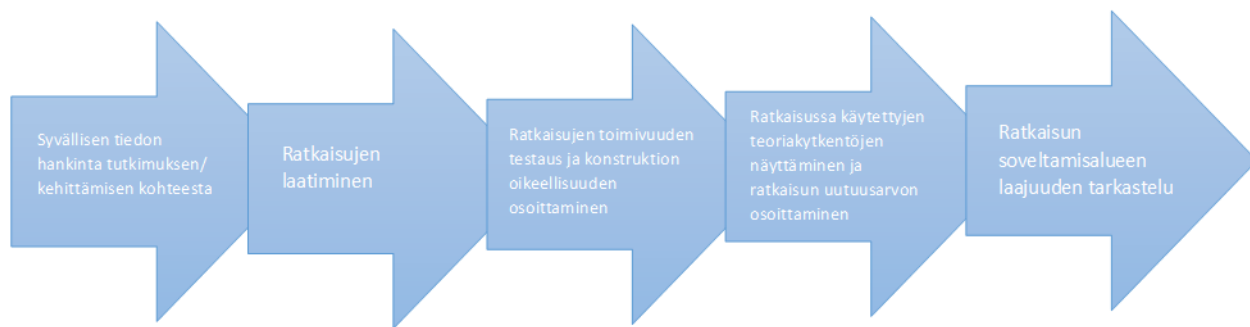 Syvällisen tiedon
hankinta tutkimuksen/
kehittämisen kohteesta
Ratkaisujen
laatiminen
Ratkaisujen toimivuuden
testaus ja konstruktion
oikeellisuuden
osoittaminen
Ratkaisussa käytettyjen
teoriakytkentöjen
näyttäminen ja
ratkaisun uutuusarvon
osoittaminen
Ratkaisun
soveltamisalueen
laajuuden tarkastelu